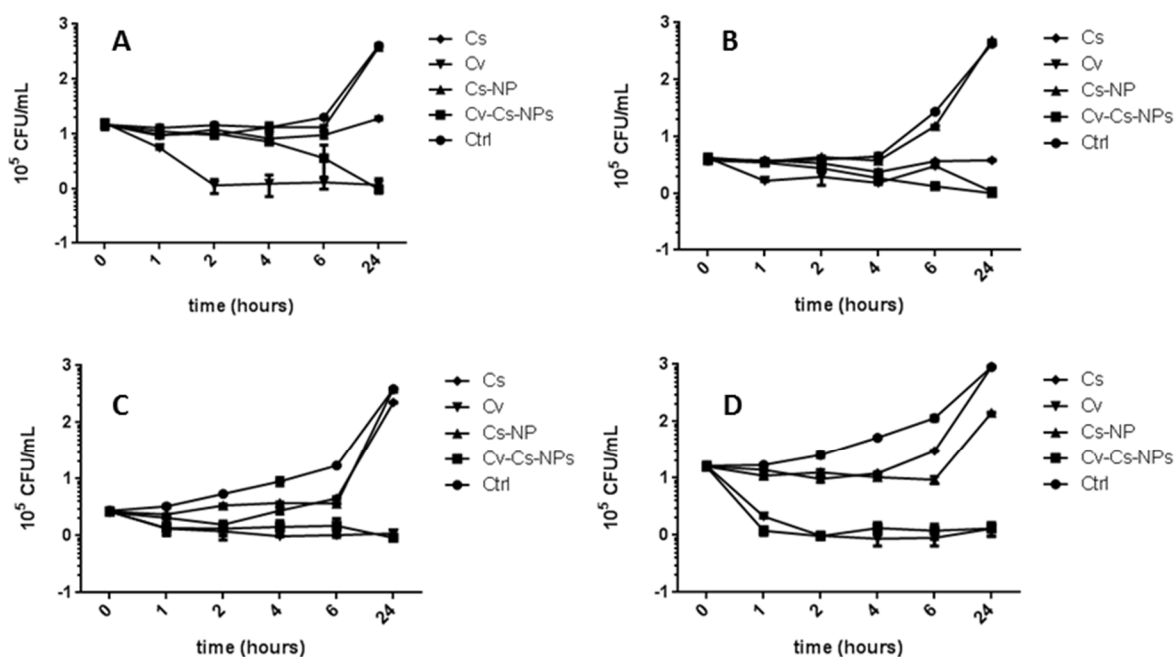 A
3
2
1
0
-1
10⁵ CFU/mL
0
1
2
4
6
24
time (hours)
Cs
Cv
Cs-NP
Cv-Cs-NPs
Ctrl
B
3
2
1
0
-1
10⁵ CFU/mL
0
1
2
4
6
24
time (hours)
Cs
Cv
Cs-NP
Cv-Cs-NPs
Ctrl
C
3
2
1
0
-1
10⁵ CFU/mL
0
1
2
4
6
24
time (hours)
Cs
Cv
Cs-NP
Cv-Cs-NPs
Ctrl
D
3
2
1
0
-1
10⁵ CFU/mL
0
1
2
4
6
24
time (hours)
Cs
Cv
Cs-NP
Cv-Cs-NPs
Ctrl